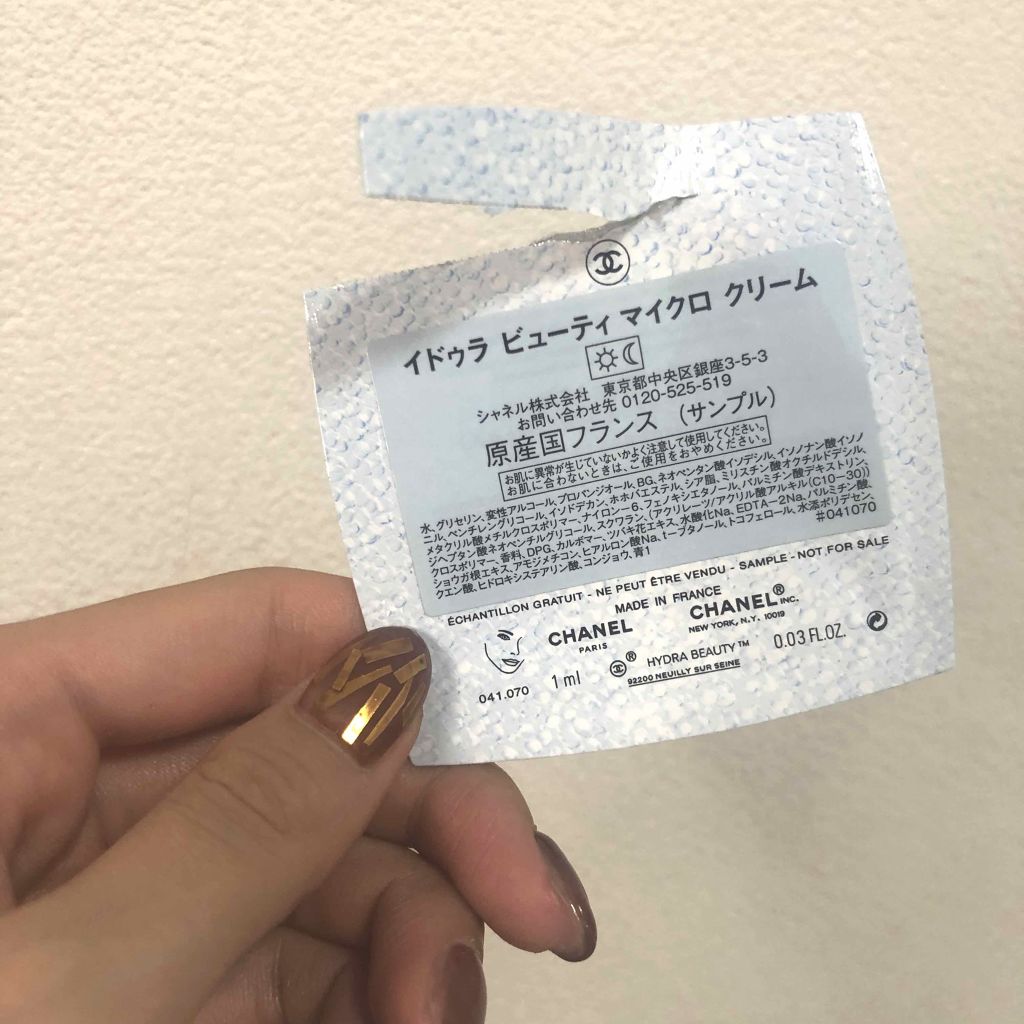 イドゥラ ビューティ マイクロ クリーム
シャネル株式会社 東京都中央区銀座3-5-3
お問い合わせ先 0120-525-519
原産国フランス (サンプル)
お肌に異常が生じていないかよく注意して使用してください。
お肌に合わないときは、ご使用をおやめください。
水、グリセリン、変性アルコール、プロパンジオール、BG、ネオペンタン酸イソデシル、イソノナン酸イソノ
ニル、ペンチレングリコール、イソドデカン、ホホバエステル、シア脂、ミリスチン酸オクチルドデシル、
メタクリル酸メチルクロスポリマー、ナイロン-6、フェノキシエタノール、パルミチン酸デキストリン、
ジヘプタン酸ネオペンチルグリコール、スクワラン、(アクリレーツ/アクリル酸アルキル(C10-30))
クロスポリマー、香料、DPG、カルボマー、ツバキ花エキス、水酸化Na、EDTA-2Na、パルミチン酸、
ショウガ根エキス、アモジメチコン、ヒアルロン酸Na、t-ブタノール、トコフェロール、水添ポリデセン、
クエン酸、ヒドロキシステアリン酸、コンジョウ、青1
#041070
ÉCHANTILLON GRATUIT - NE PEUT ÊTRE VENDU - SAMPLE - NOT FOR SALE
MADE IN FRANCE
CHANEL CHANEL® INC.
PARIS NEW YORK, N.Y. 10019
041.070 1 ml ® HYDRA BEAUTY™ 0.03 FL.OZ.
92200 NEUILLY SUR SEINE